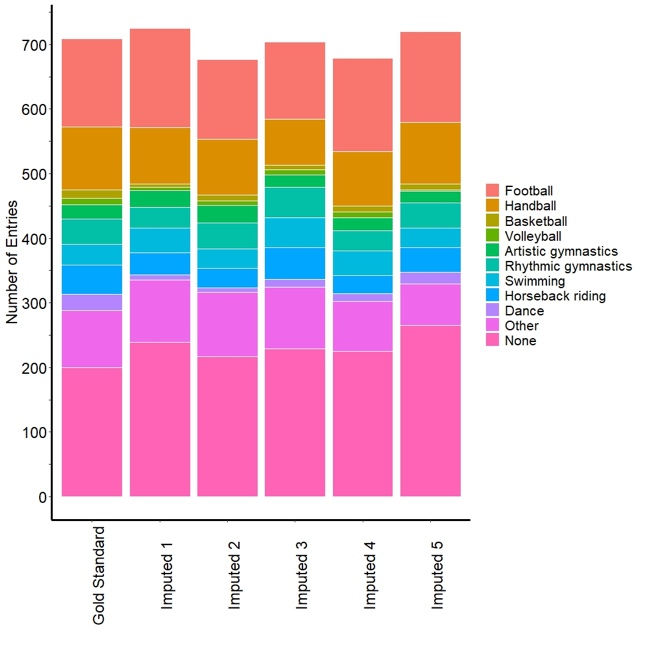 Number of Entries
700
600
500
400
300
200
100
0
Gold Standard
Imputed 1
Imputed 2
Imputed 3
Imputed 4
Imputed 5
Football
Handball
Basketball
Volleyball
Artistic gymnastics
Rhythmic gymnastics
Swimming
Horseback riding
Dance
Other
None